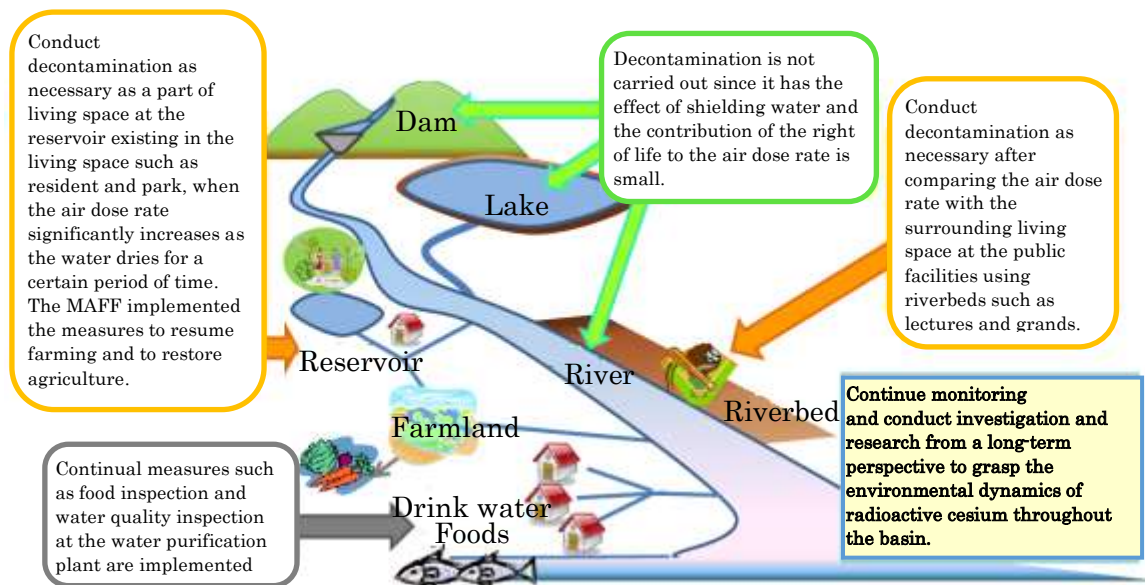 Conduct
decontamination as
necessary as a part of
living space at the
reservoir existing in the
living space such as
resident and park, when
the air dose rate
significantly increases as
the water dries for a
certain period of time.
The MAFF implemented
the measures to resume
farming and to restore
agriculture.
Decontamination is not
carried out since it has the
effect of shielding water and
the contribution of the right
of life to the air dose rate is
small.
Conduct
decontamination as
necessary after
comparing the air dose
rate with the
surrounding living
space at the public
facilities using
riverbeds such as
lectures and grands.
Dam
Lake
Reservoir
River
Riverbed
Farmland
Drink water
Foods
Continual measures such
as food inspection and
water quality inspection
at the water purification
plant are implemented
Continue monitoring
and conduct investigation and
research from a long-term
perspective to grasp the
environmental dynamics of
radioactive cesium throughout
the basin.